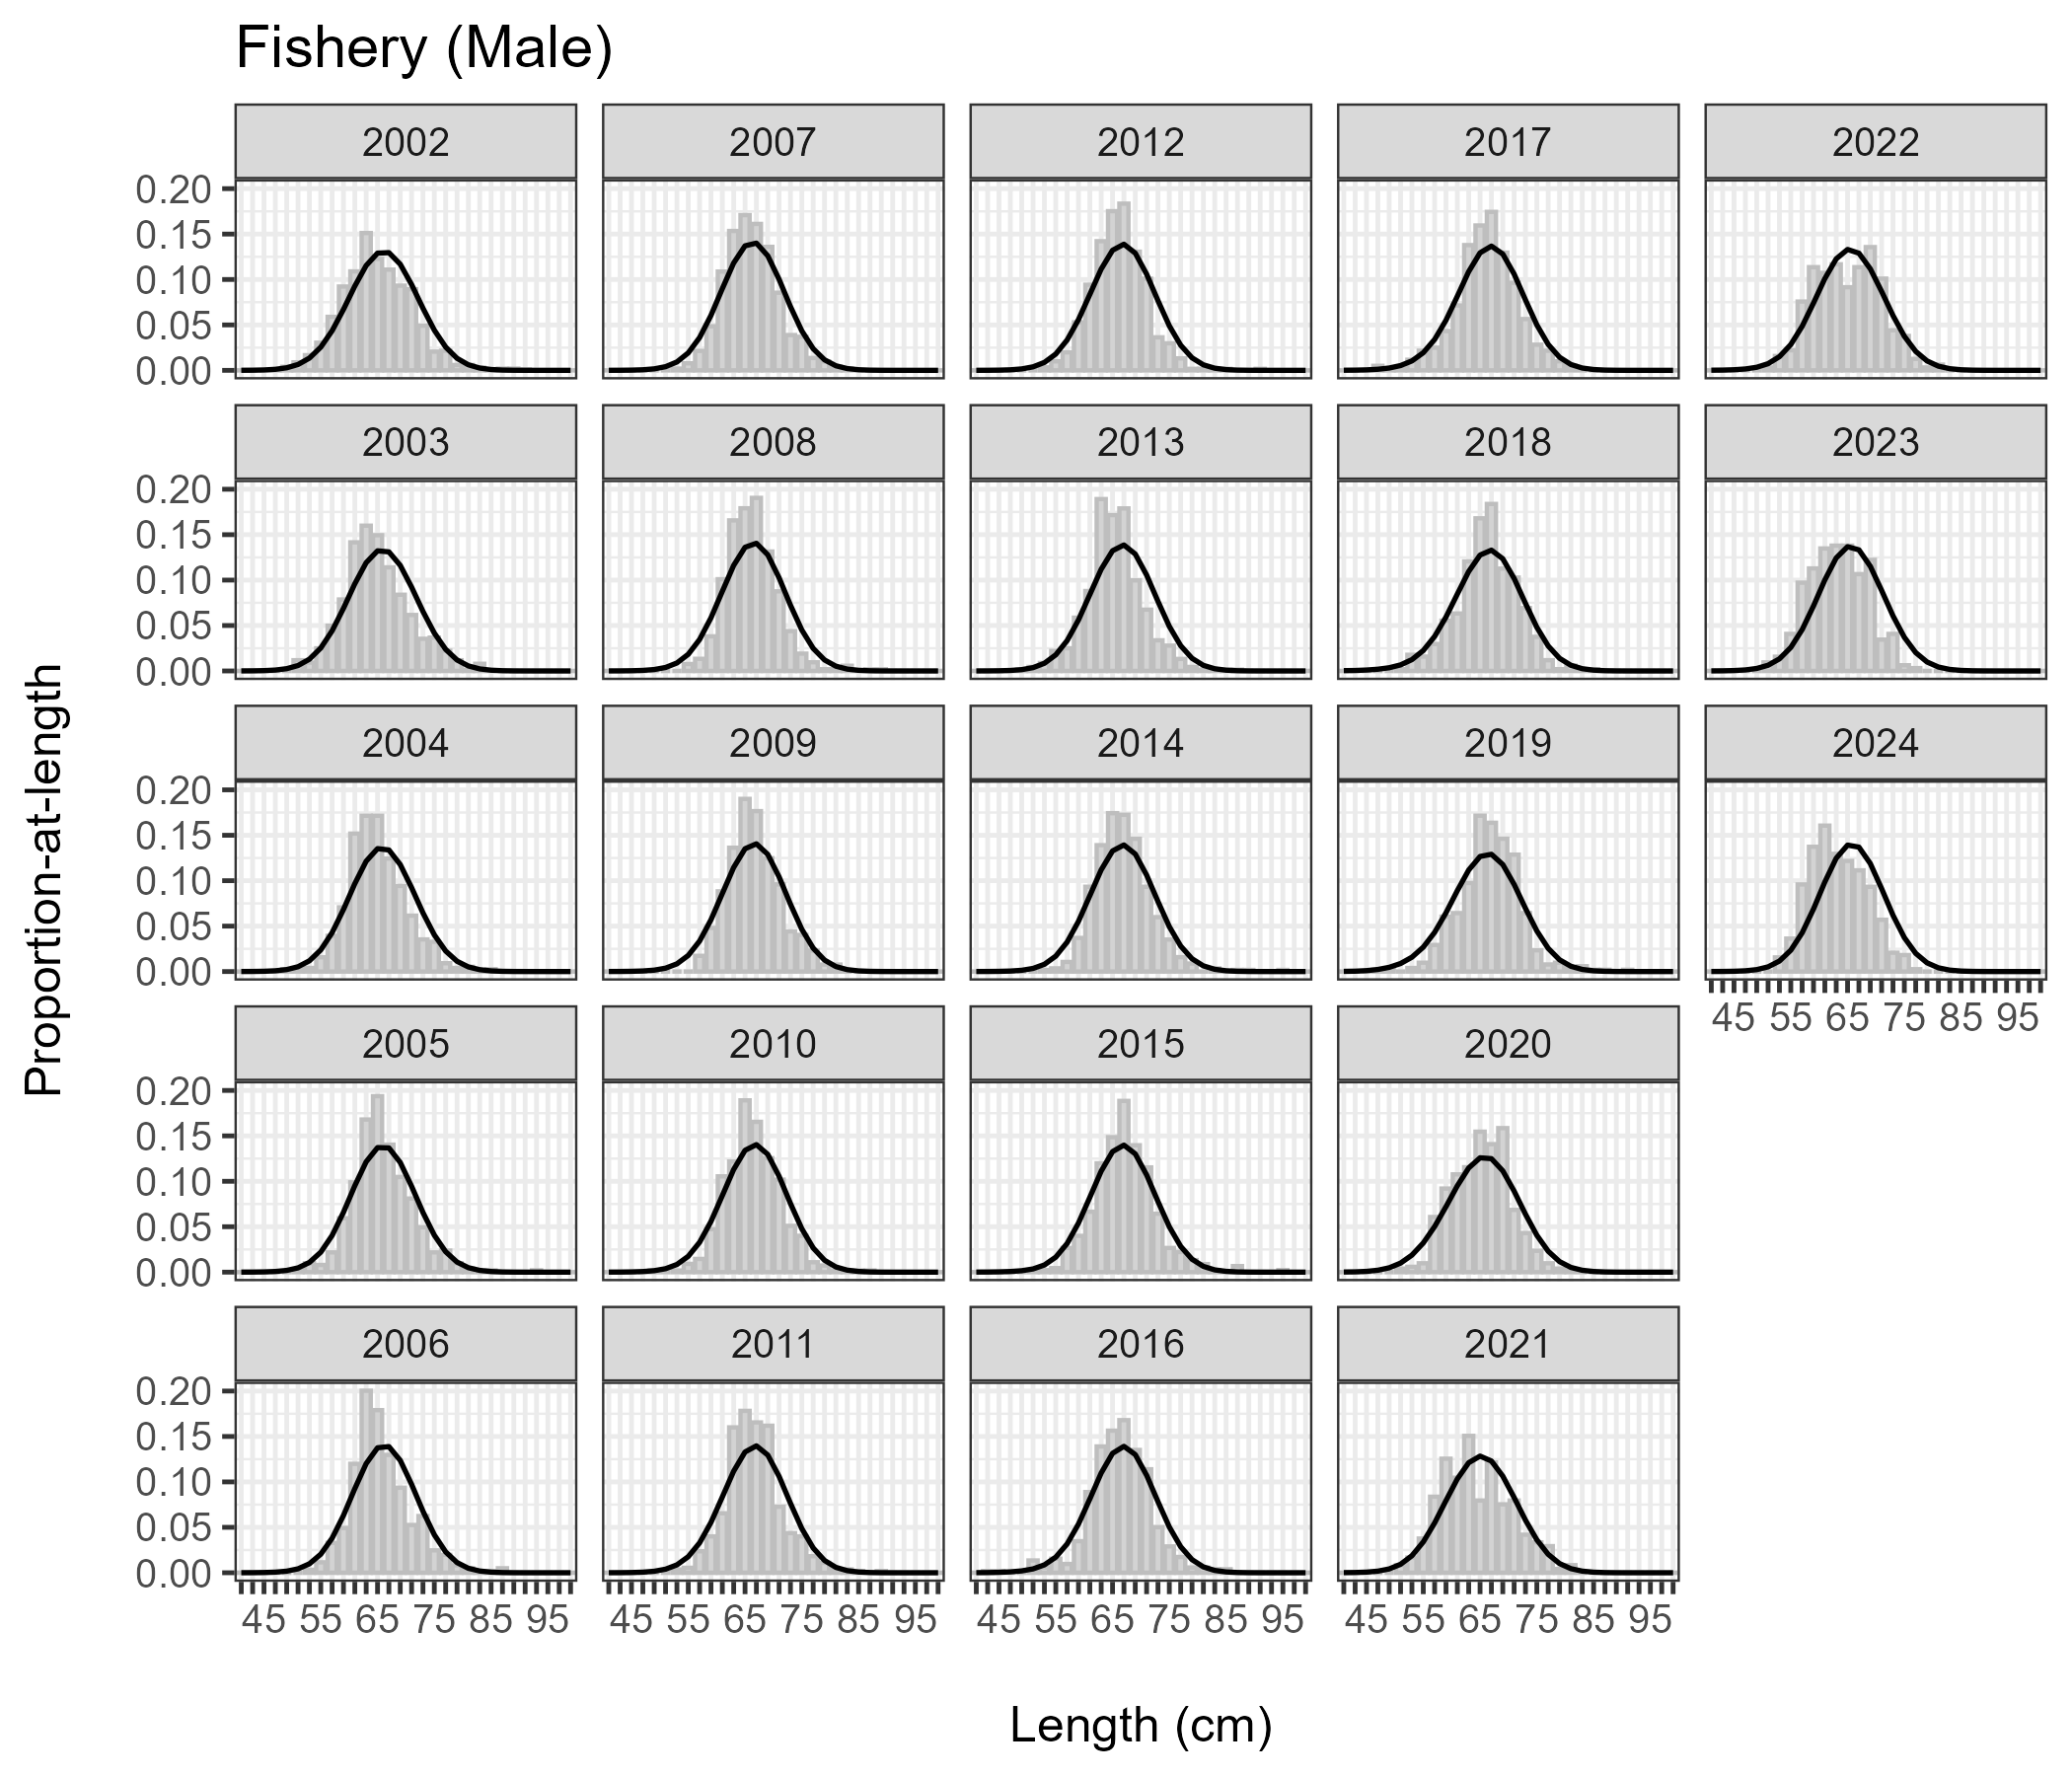 Fishery (Male)
2002 2007 2012 2017 2022
0.20
0.15
0.10
0.05
0.00
2003 2008 2013 2018 2023
0.20
0.15
0.10
0.05
0.00
2004 2009 2014 2019 2024
0.20
0.15
0.10
0.05
0.00
45 55 65 75 85 95
2005 2010 2015 2020
0.20
0.15
0.10
0.05
0.00
2006 2011 2016 2021
0.20
0.15
0.10
0.05
0.00
45 55 65 75 85 95 45 55 65 75 85 95 45 55 65 75 85 95 45 55 65 75 85 95
Proportion-at-length
Length (cm)